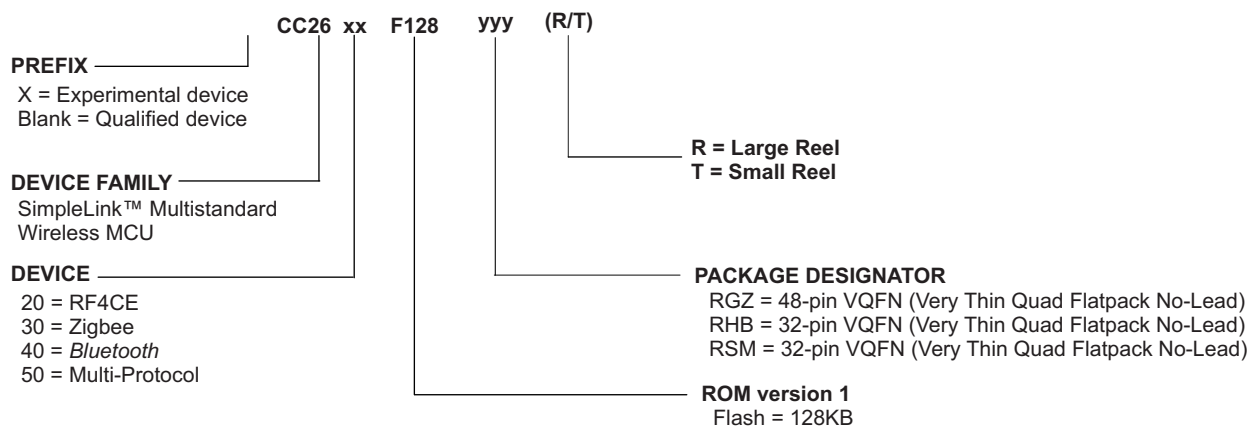 CC26 xx F128 yyy (R/T)
PREFIX
X = Experimental device
Blank = Qualified device
R = Large Reel
T = Small Reel
DEVICE FAMILY
SimpleLink™ Multistandard
Wireless MCU
DEVICE
20 = RF4CE
30 = Zigbee
40 = Bluetooth
50 = Multi-Protocol
PACKAGE DESIGNATOR
RGZ = 48-pin VQFN (Very Thin Quad Flatpack No-Lead)
RHB = 32-pin VQFN (Very Thin Quad Flatpack No-Lead)
RSM = 32-pin VQFN (Very Thin Quad Flatpack No-Lead)
ROM version 1
Flash = 128KB